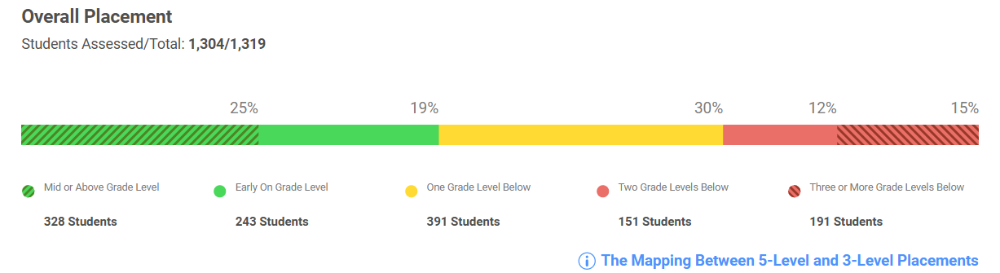 Overall Placement
Students Assessed/Total: 1,304/1,319
25% 19% 30% 12% 15%
Mid or Above Grade Level Early On Grade Level One Grade Level Below Two Grade Levels Below Three or More Grade Levels Below
328 Students 243 Students 391 Students 151 Students 191 Students
The Mapping Between 5-Level and 3-Level Placements